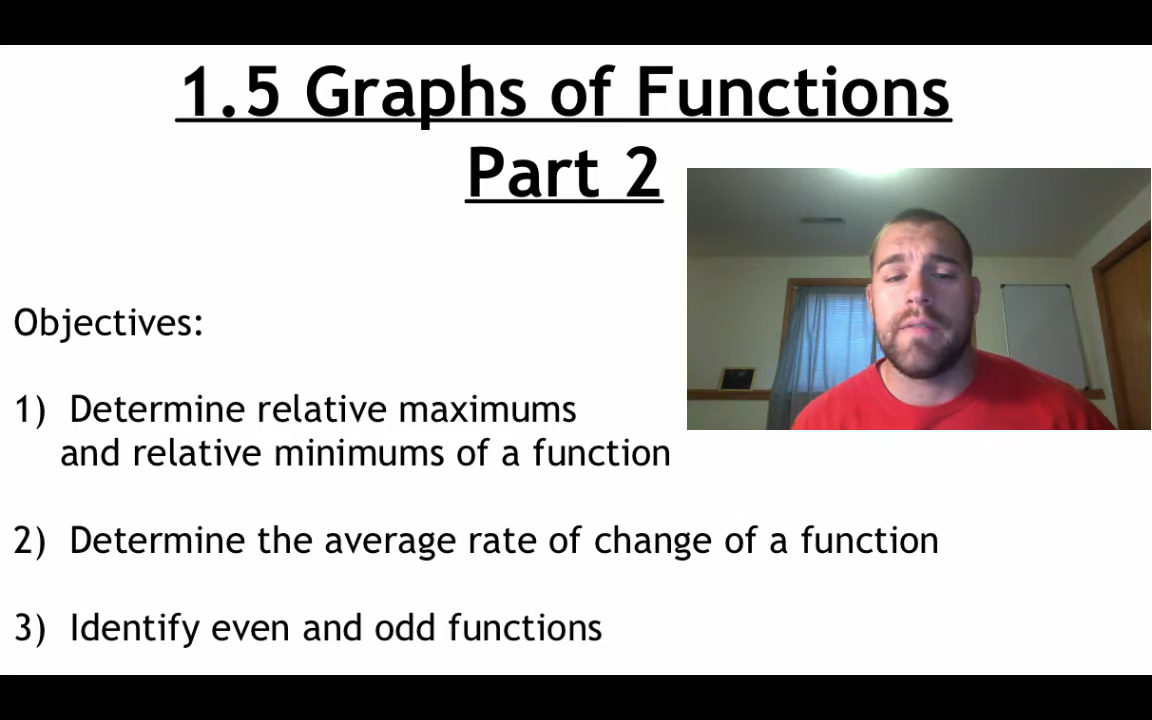 1.5 Graphs of Functions
Part 2
Objectives:
1) Determine relative maximums
and relative minimums of a function
2) Determine the average rate of change of a function
3) Identify even and odd functions